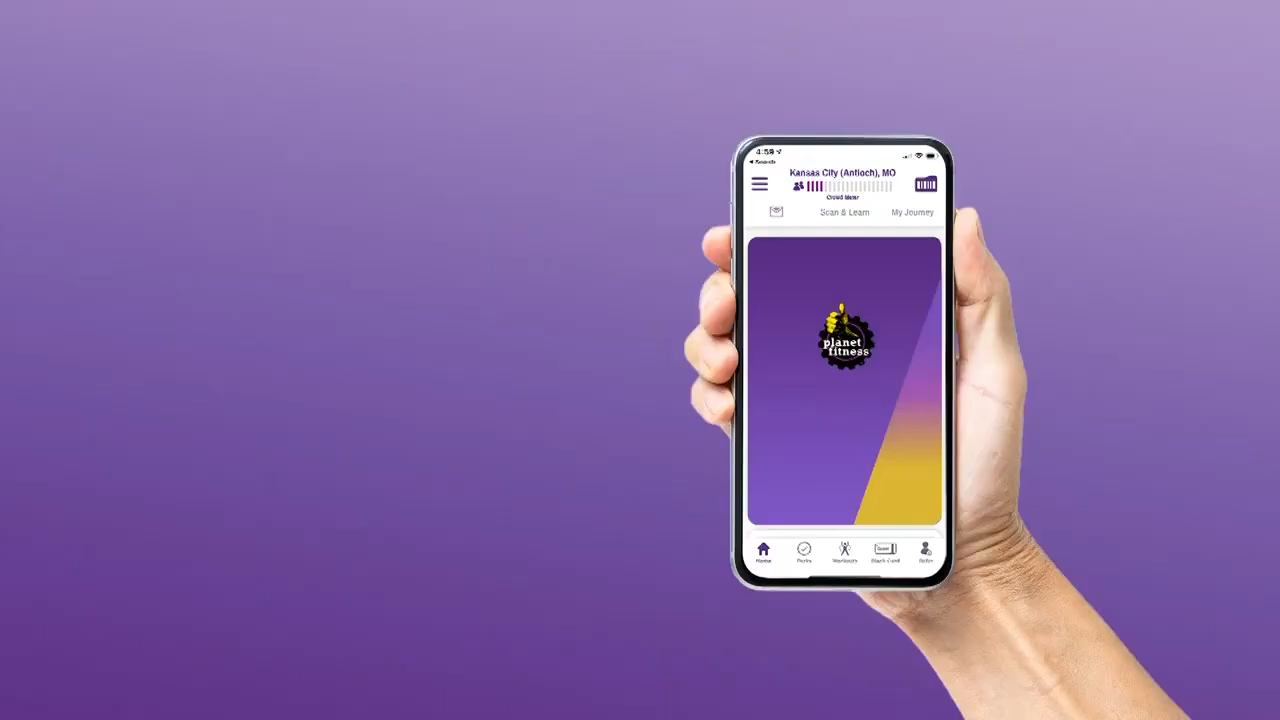 4:59
Kansas City (Antioch), MO
Crowd Meter
Scan & Learn
My Journey
planet
fitness
Home
Perks
Workouts
Black Card
Refer